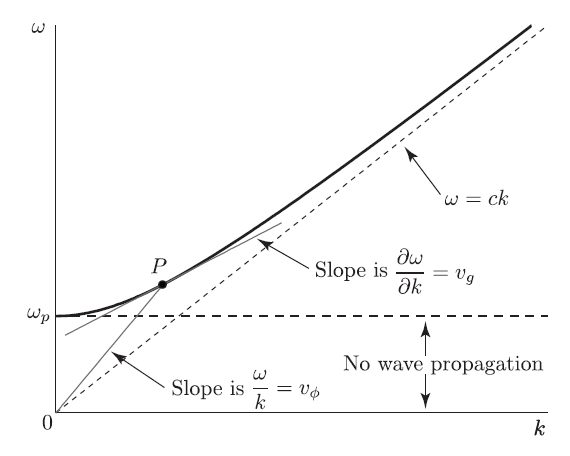 ω
ω = ck
P
Slope is ∂ω/∂k = v_g
ω_p
No wave propagation
Slope is ω/k = v_ϕ
0
k